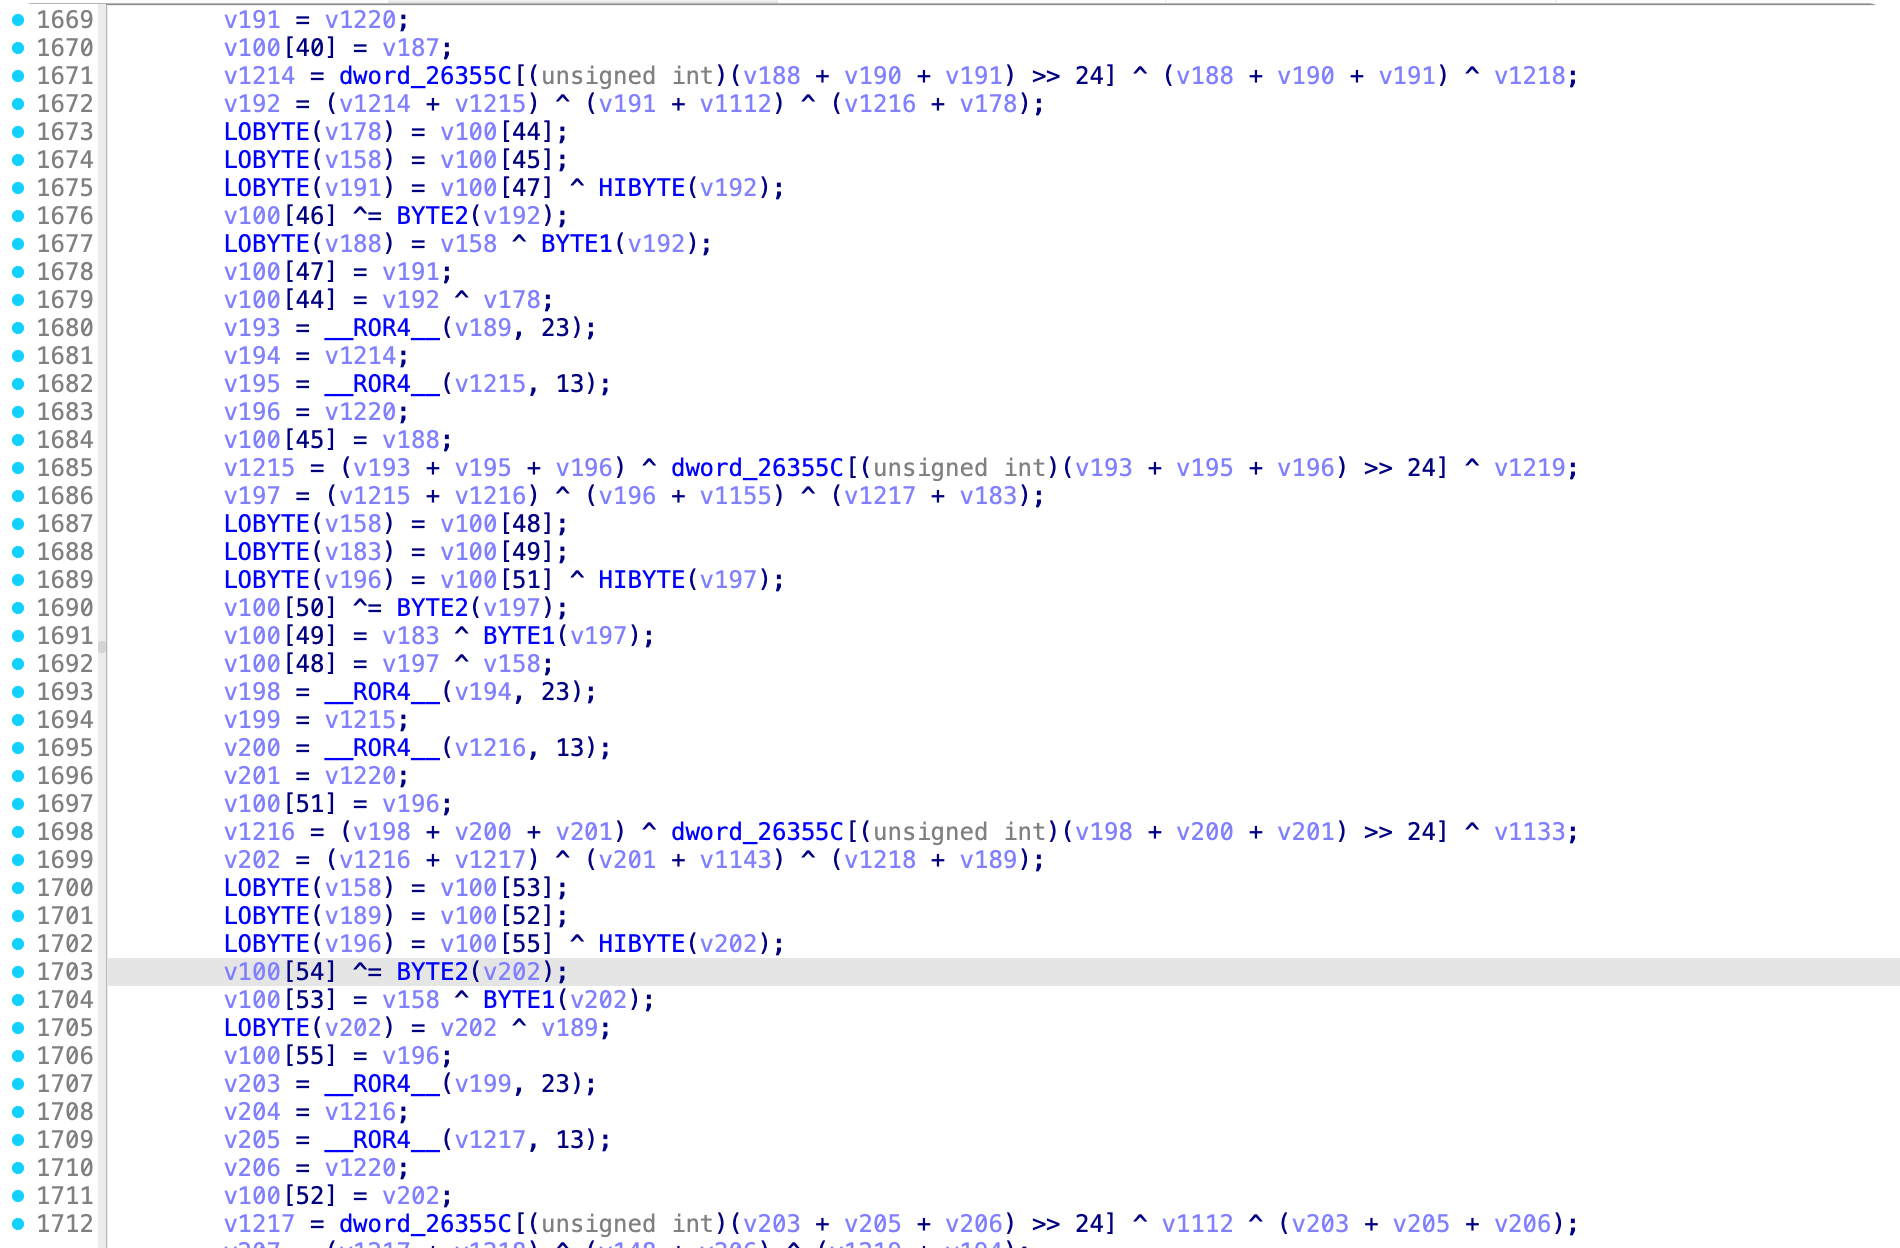 1669 v191 = v1220;
1670 v100[40] = v187;
1671 v1214 = dword_26355C[(unsigned int)(v188 + v190 + v191) >> 24] ^ (v188 + v190 + v191) ^ v1218;
1672 v192 = (v1214 + v1215) ^ (v191 + v1112) ^ (v1216 + v178);
1673 LOBYTE(v178) = v100[44];
1674 LOBYTE(v158) = v100[45];
1675 LOBYTE(v191) = v100[47] ^ HIBYTE(v192);
1676 v100[46] ^= BYTE2(v192);
1677 LOBYTE(v188) = v158 ^ BYTE1(v192);
1678 v100[47] = v191;
1679 v100[44] = v192 ^ v178;
1680 v193 = __ROR4__(v189, 23);
1681 v194 = v1214;
1682 v195 = __ROR4__(v1215, 13);
1683 v196 = v1220;
1684 v100[45] = v188;
1685 v1215 = (v193 + v195 + v196) ^ dword_26355C[(unsigned int)(v193 + v195 + v196) >> 24] ^ v1219;
1686 v197 = (v1215 + v1216) ^ (v196 + v1155) ^ (v1217 + v183);
1687 LOBYTE(v158) = v100[48];
1688 LOBYTE(v183) = v100[49];
1689 LOBYTE(v196) = v100[51] ^ HIBYTE(v197);
1690 v100[50] ^= BYTE2(v197);
1691 v100[49] = v183 ^ BYTE1(v197);
1692 v100[48] = v197 ^ v158;
1693 v198 = __ROR4__(v194, 23);
1694 v199 = v1215;
1695 v200 = __ROR4__(v1216, 13);
1696 v201 = v1220;
1697 v100[51] = v196;
1698 v1216 = (v198 + v200 + v201) ^ dword_26355C[(unsigned int)(v198 + v200 + v201) >> 24] ^ v1133;
1699 v202 = (v1216 + v1217) ^ (v201 + v1143) ^ (v1218 + v189);
1700 LOBYTE(v158) = v100[53];
1701 LOBYTE(v189) = v100[52];
1702 LOBYTE(v196) = v100[55] ^ HIBYTE(v202);
1703 v100[54] ^= BYTE2(v202);
1704 v100[53] = v158 ^ BYTE1(v202);
1705 LOBYTE(v202) = v202 ^ v189;
1706 v100[55] = v196;
1707 v203 = __ROR4__(v199, 23);
1708 v204 = v1216;
1709 v205 = __ROR4__(v1217, 13);
1710 v206 = v1220;
1711 v100[52] = v202;
1712 v1217 = dword_26355C[(unsigned int)(v203 + v205 + v206) >> 24] ^ v1112 ^ (v203 + v205 + v206);